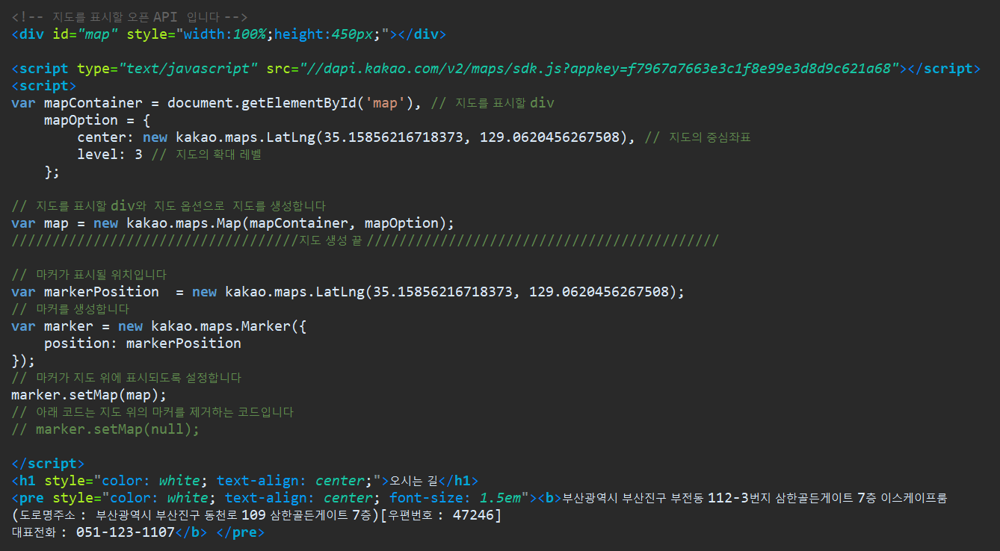 <!-- 지도를 표시할 오픈 API 입니다 -->
<div id="map" style="width:100%;height:450px;"></div>
<script type="text/javascript" src="//dapi.kakao.com/v2/maps/sdk.js?appkey=f7967a7663e3c1f8e99e3d8d9c621a68"></script>
<script>
var mapContainer = document.getElementById('map'), // 지도를 표시할 div
    mapOption = {
        center: new kakao.maps.LatLng(35.15856216718373, 129.0620456267508), // 지도의 중심좌표
        level: 3 // 지도의 확대 레벨
    };
// 지도를 표시할 div와 지도 옵션으로 지도를 생성합니다
var map = new kakao.maps.Map(mapContainer, mapOption);
///////////////////////////////////지도 생성 끝 ///////////////////////////////////////////
// 마커가 표시될 위치입니다
var markerPosition  = new kakao.maps.LatLng(35.15856216718373, 129.0620456267508);
// 마커를 생성합니다
var marker = new kakao.maps.Marker({
    position: markerPosition
});
// 마커가 지도 위에 표시되도록 설정합니다
marker.setMap(map);
// 아래 코드는 지도 위의 마커를 제거하는 코드입니다
// marker.setMap(null);
</script>
<h1 style="color: white; text-align: center;">오시는 길</h1>
<pre style="color: white; text-align: center; font-size: 1.5em"><b>부산광역시 부산진구 부전동 112-3번지 삼한골든게이트 7층 이스케이프룸
(도로명주소 : 부산광역시 부산진구 동천로 109 삼한골든게이트 7층)[우편번호 : 47246]
대표전화 : 051-123-1107</b> </pre>